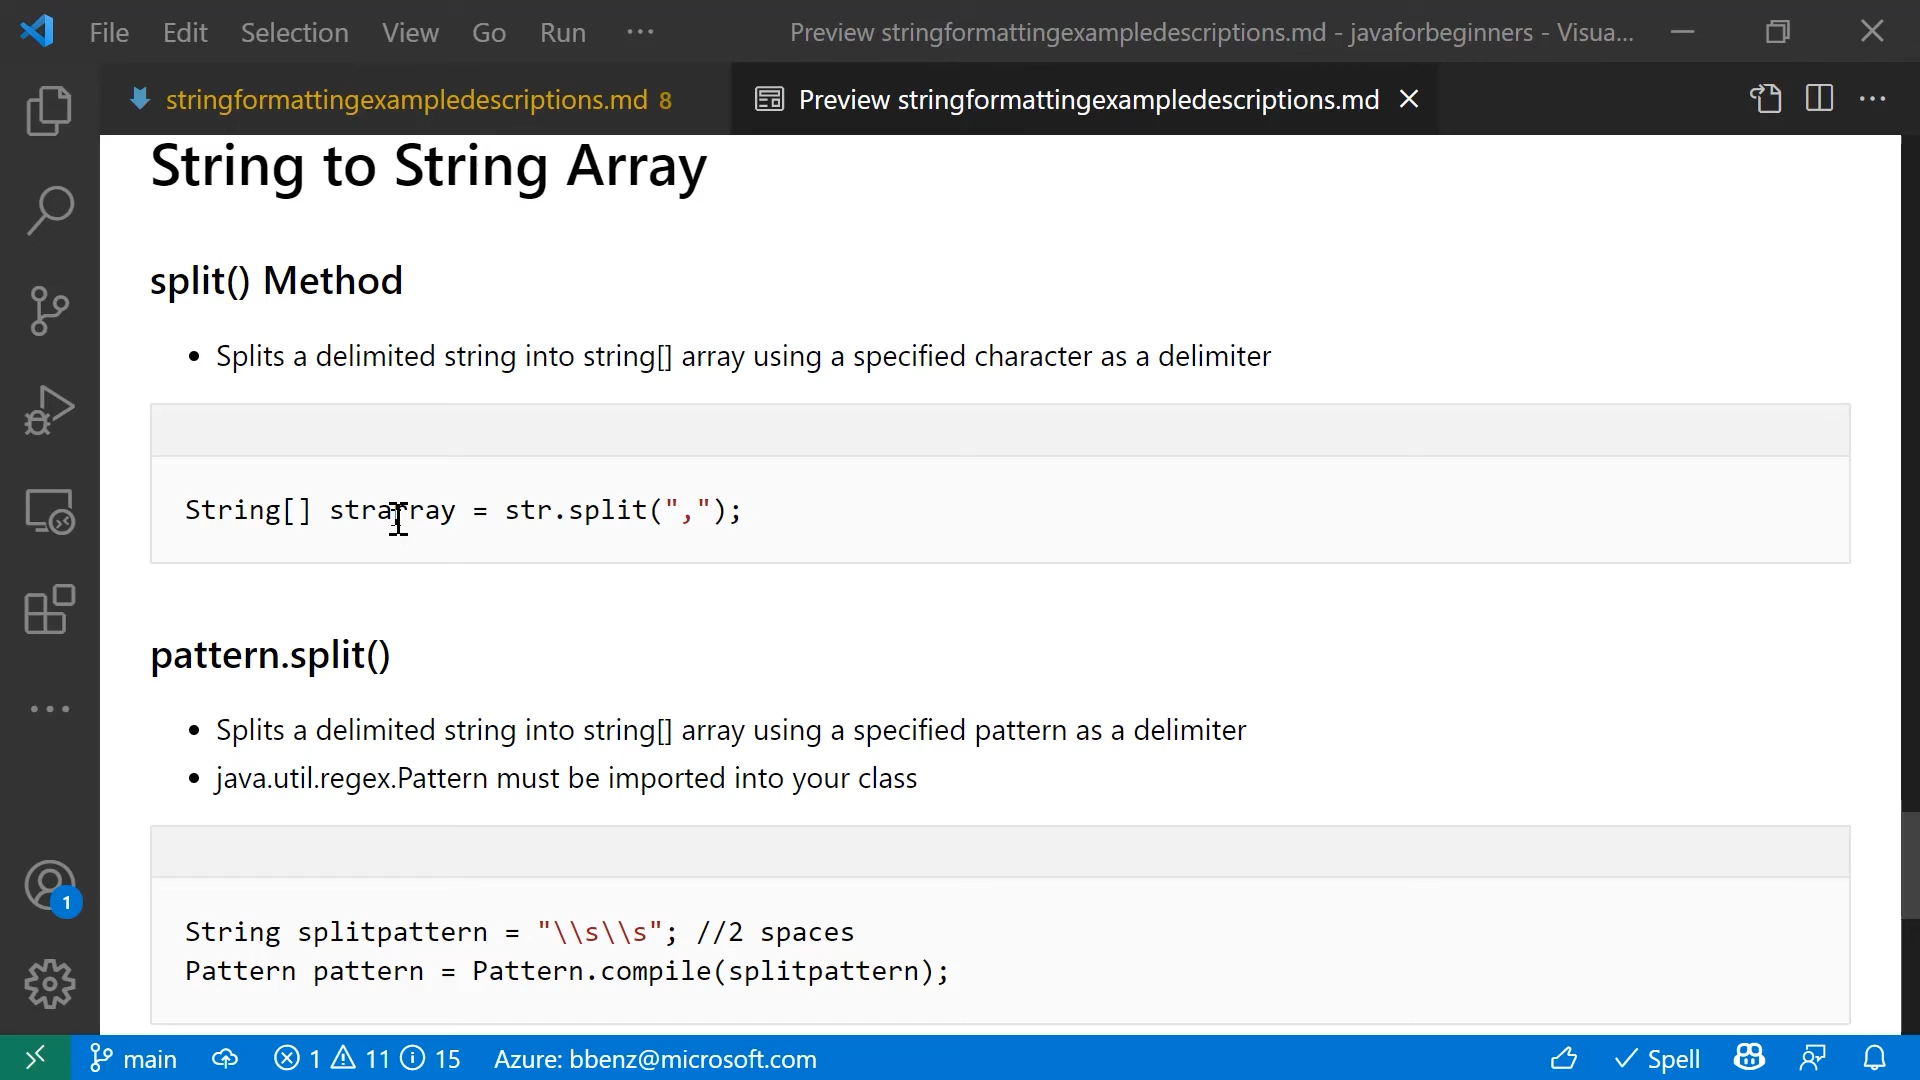 File Edit Selection View Go Run ··· Preview stringformattingexampledescriptions.md - javaforbeginners - Visua...
stringformattingexampledescriptions.md 8 Preview stringformattingexampledescriptions.md
String to String Array
split() Method
• Splits a delimited string into string[] array using a specified character as a delimiter
String[] strarray = str.split(",");
pattern.split()
• Splits a delimited string into string[] array using a specified pattern as a delimiter
• java.util.regex.Pattern must be imported into your class
String splitpattern = "\\s\\s"; //2 spaces
Pattern pattern = Pattern.compile(splitpattern);
1
main 1 11 15 Azure: bbenz@microsoft.com Spell